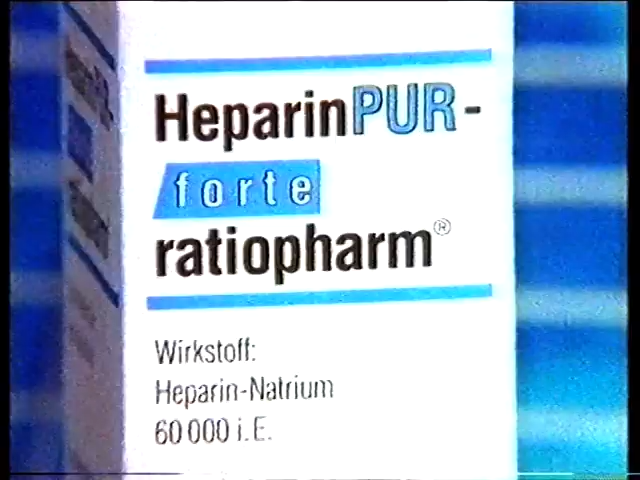 HeparinPUR-
forte
ratiopharm®
Wirkstoff:
Heparin-Natrium
60 000 i.E.